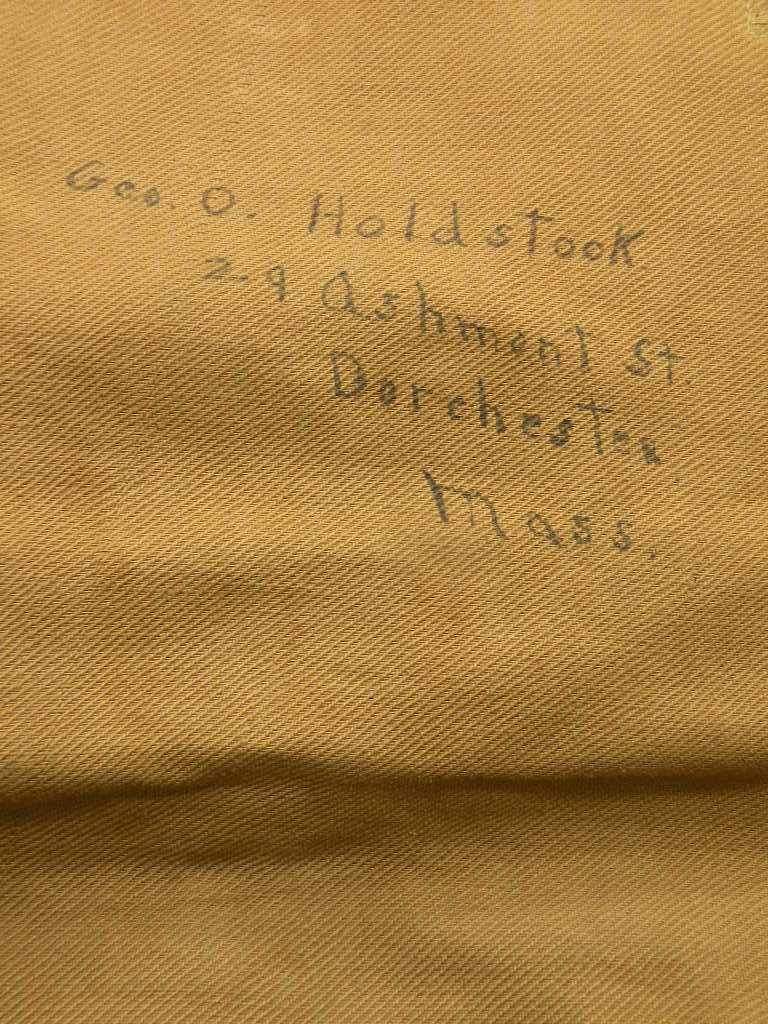 Geo. O. Holdstock
29 Ashmont St.
Dorchester
Mass.